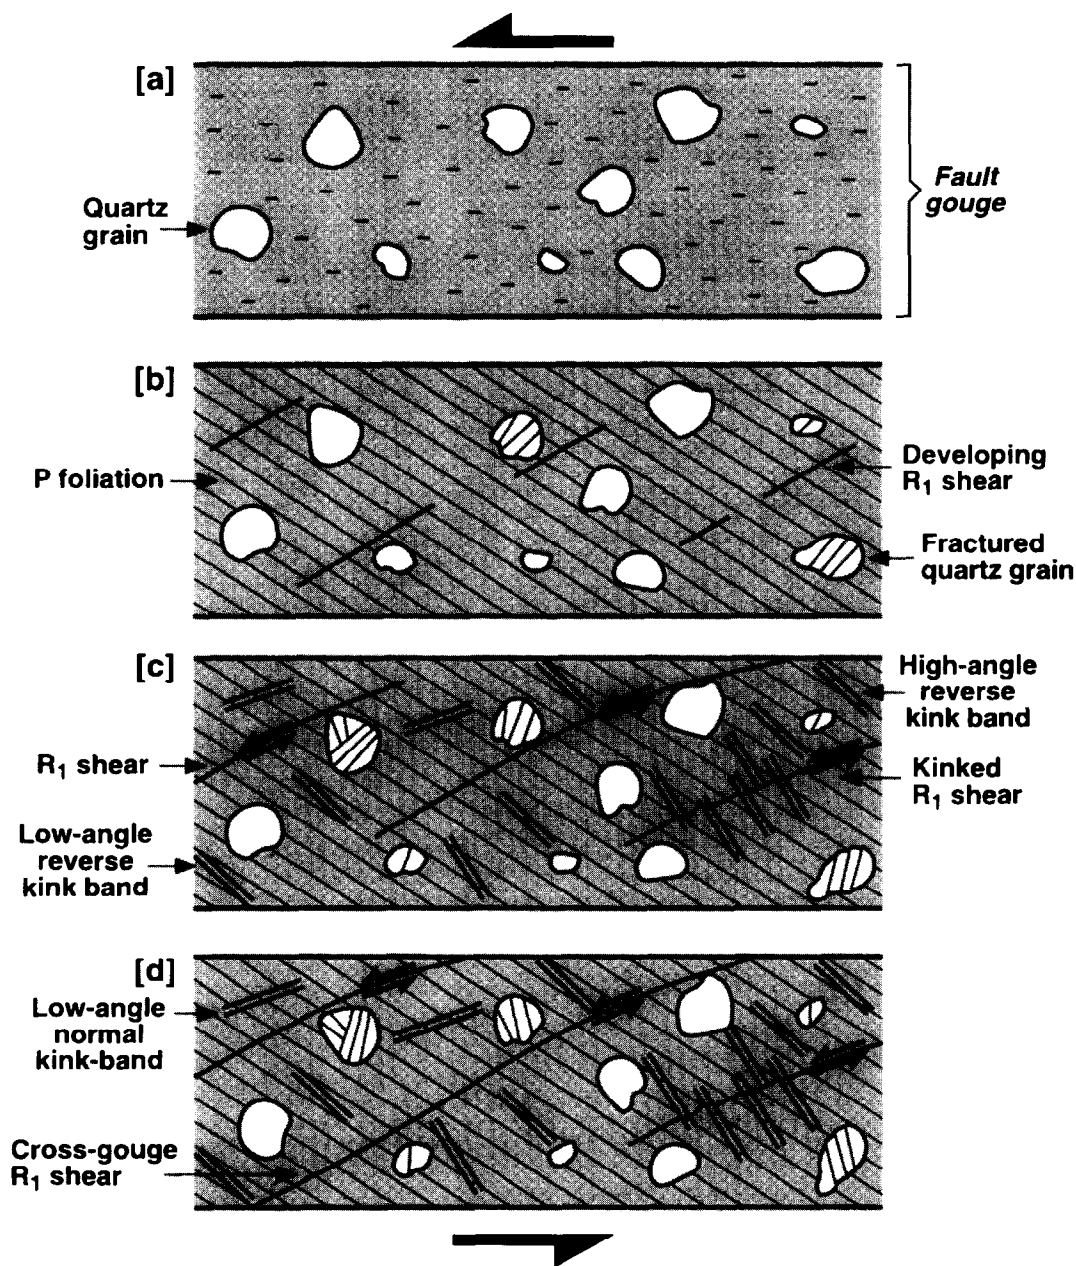 [a]
Quartz
grain
Fault
gouge
[b]
P foliation
Developing
R₁ shear
Fractured
quartz grain
[c]
High-angle
reverse
kink band
R₁ shear
Kinked
R₁ shear
Low-angle
reverse
kink band
[d]
Low-angle
normal
kink-band
Cross-gouge
R₁ shear